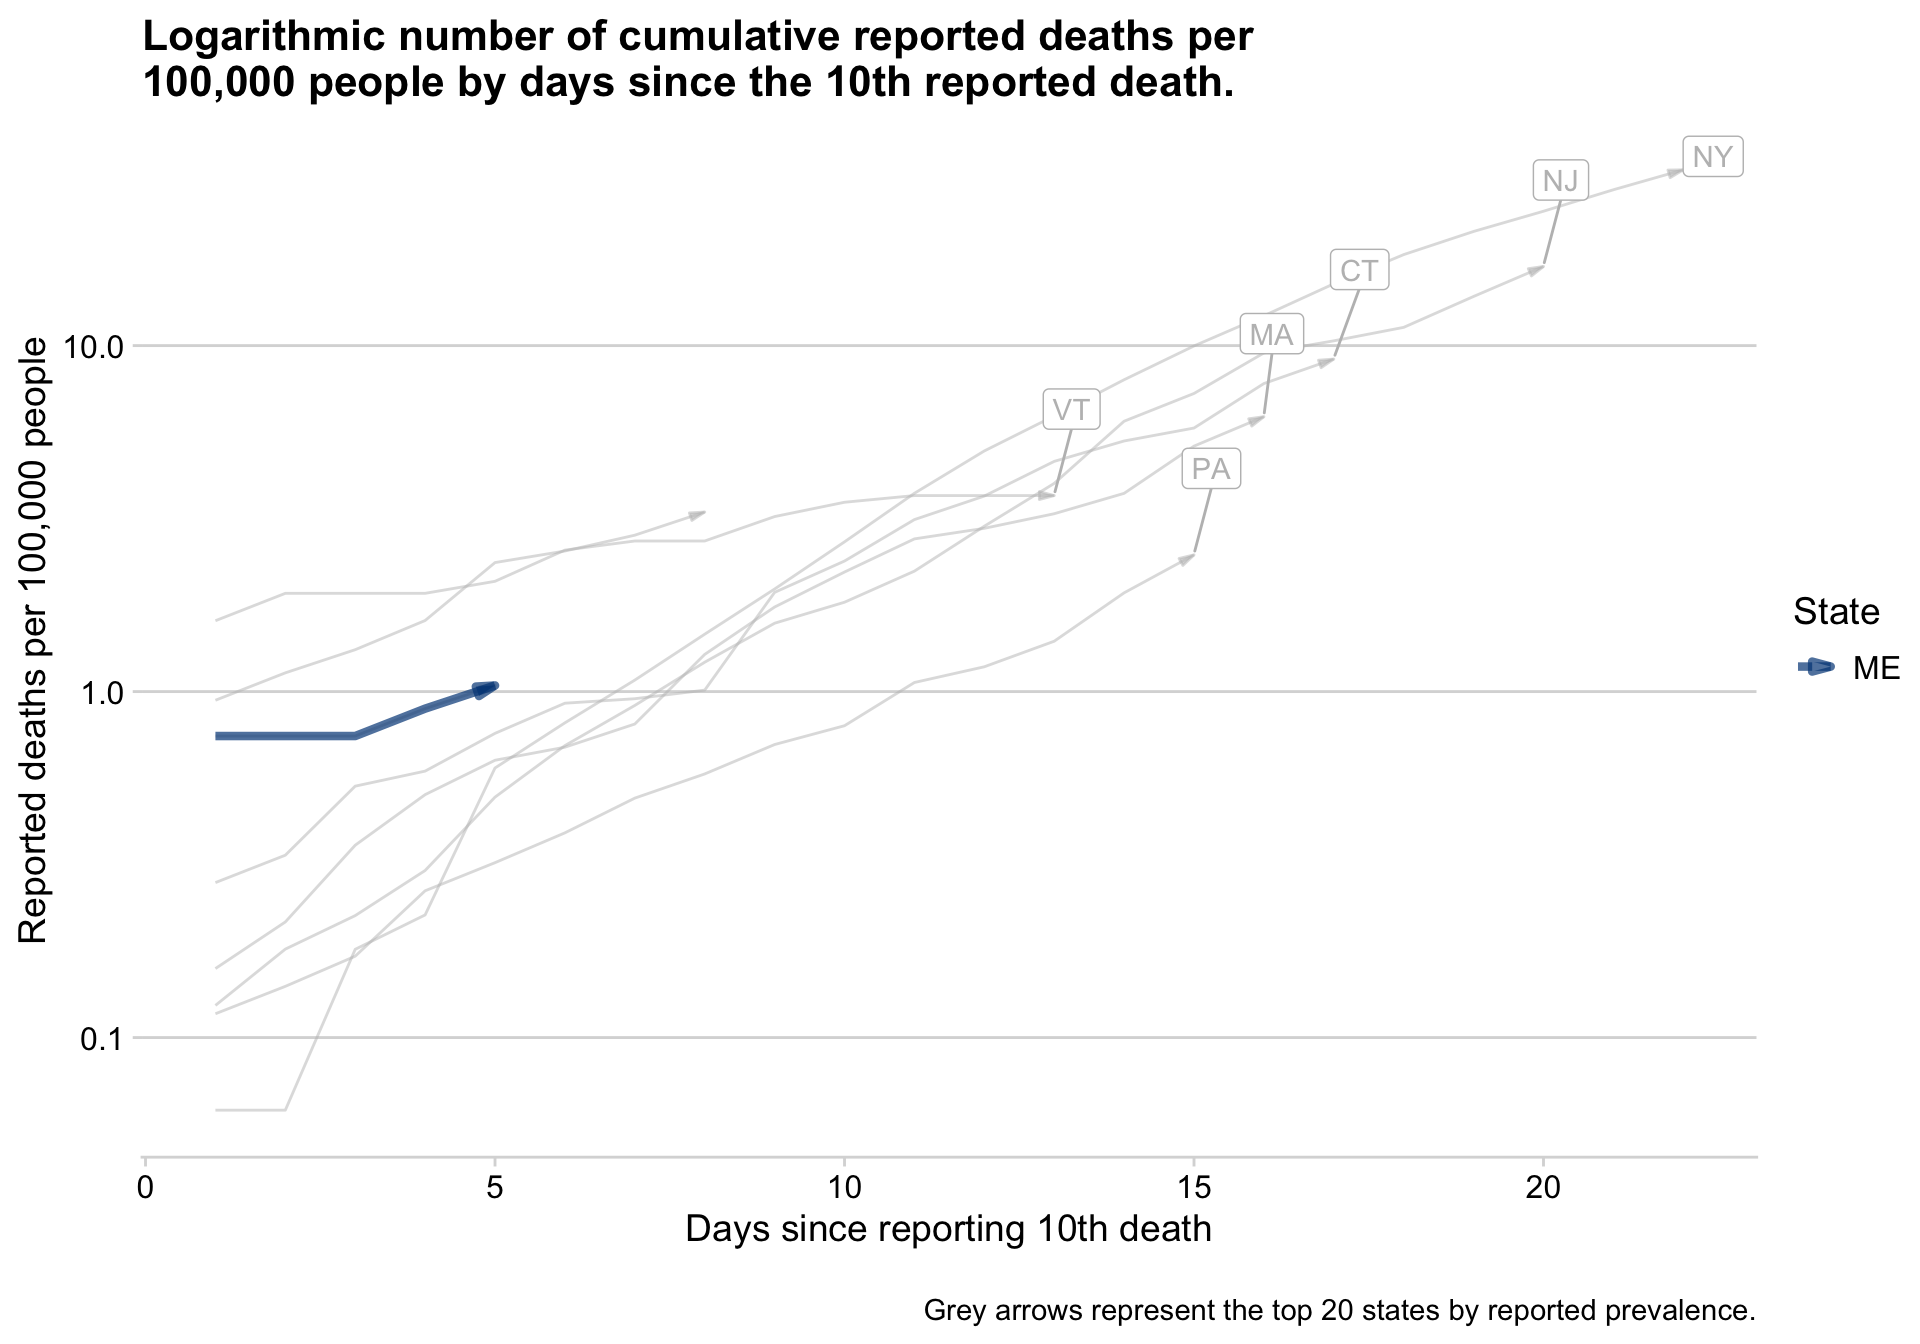 Logarithmic number of cumulative reported deaths per
100,000 people by days since the 10th reported death.
NY
NJ
CT
MA
VT
PA
Reported deaths per 100,000 people
10.0
1.0
0.1
State
ME
0
5
10
15
20
Days since reporting 10th death
Grey arrows represent the top 20 states by reported prevalence.